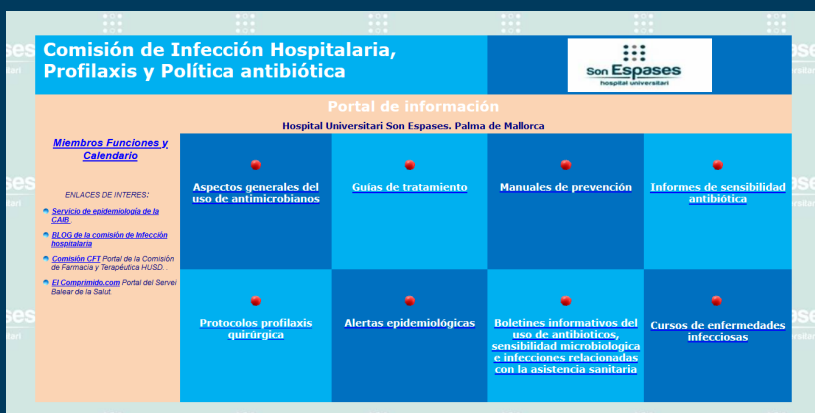 Comisión de Infección Hospitalaria,
Profilaxis y Política antibiótica
Son Espases
hospital universitari
Portal de información
Hospital Universitari Son Espases. Palma de Mallorca
Miembros Funciones y
Calendario
ENLACES DE INTERES:
Servicio de epidemiología de la
CAIB.
BLOG de la comisión de Infección
hospitalaria
Comisión CFT Portal de la Comisión
de Farmacia y Terapéutica HUSD. .
El Comprimido.com Portal del Servei
Balear de la Salut
Aspectos generales del
uso de antimicrobianos
Guías de tratamiento
Manuales de prevención
Informes de sensibilidad
antibiótica
Protocolos profilaxis
quirúrgica
Alertas epidemiológicas
Boletines informativos del
uso de antibioticos,
sensibilidad microbiologica
e infecciones relacionadas
con la asistencia sanitaria
Cursos de enfermedades
infecciosas